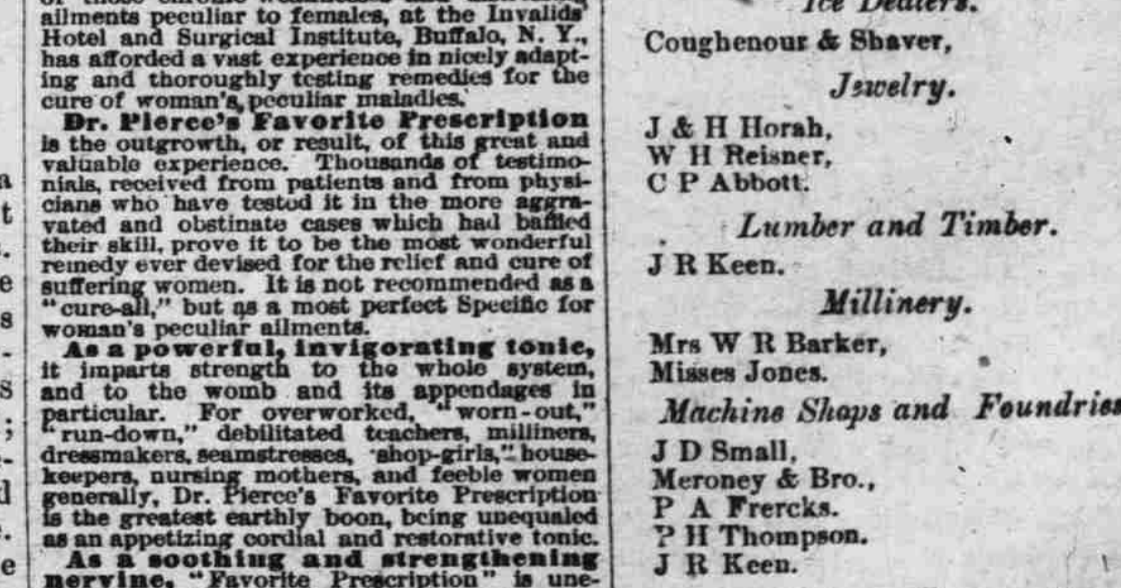 ailments peculiar to females, at the Invalids'
Hotel and Surgical Institute, Buffalo, N. Y.,
has afforded a vast experience in nicely adapt-
ing and thoroughly testing remedies for the
cure of woman's peculiar maladies.
Dr. Pierce's Favorite Prescription
is the outgrowth, or result, of this great and
valuable experience. Thousands of testimo-
nials, received from patients and from physi-
cians who have tested it in the more aggra-
vated and obstinate cases which had baffled
their skill, prove it to be the most wonderful
remedy ever devised for the relief and cure of
suffering women. It is not recommended as a
"cure-all," but as a most perfect Specific for
woman's peculiar ailments.
As a powerful, invigorating tonic,
it imparts strength to the whole system,
and to the womb and its appendages in
particular. For overworked, "worn-out,"
"run-down," debilitated teachers, milliners,
dressmakers, seamstresses, "shop-girls," house-
keepers, nursing mothers, and feeble women
generally, Dr. Pierce's Favorite Prescription
is the greatest earthly boon, being unequaled
as an appetizing cordial and restorative tonic.
As a soothing and strengthening
nervine, "Favorite Prescription" is une-
Ice Dealers.
Coughenour & Shaver,
Jewelry.
J & H Horah,
W H Reisner,
C P Abbott.
Lumber and Timber.
J R Keen.
Millinery.
Mrs W R Barker,
Misses Jones.
Machine Shops and Foundries
J D Small,
Meroney & Bro.,
P A Frercks.
P H Thompson.
J R Keen.